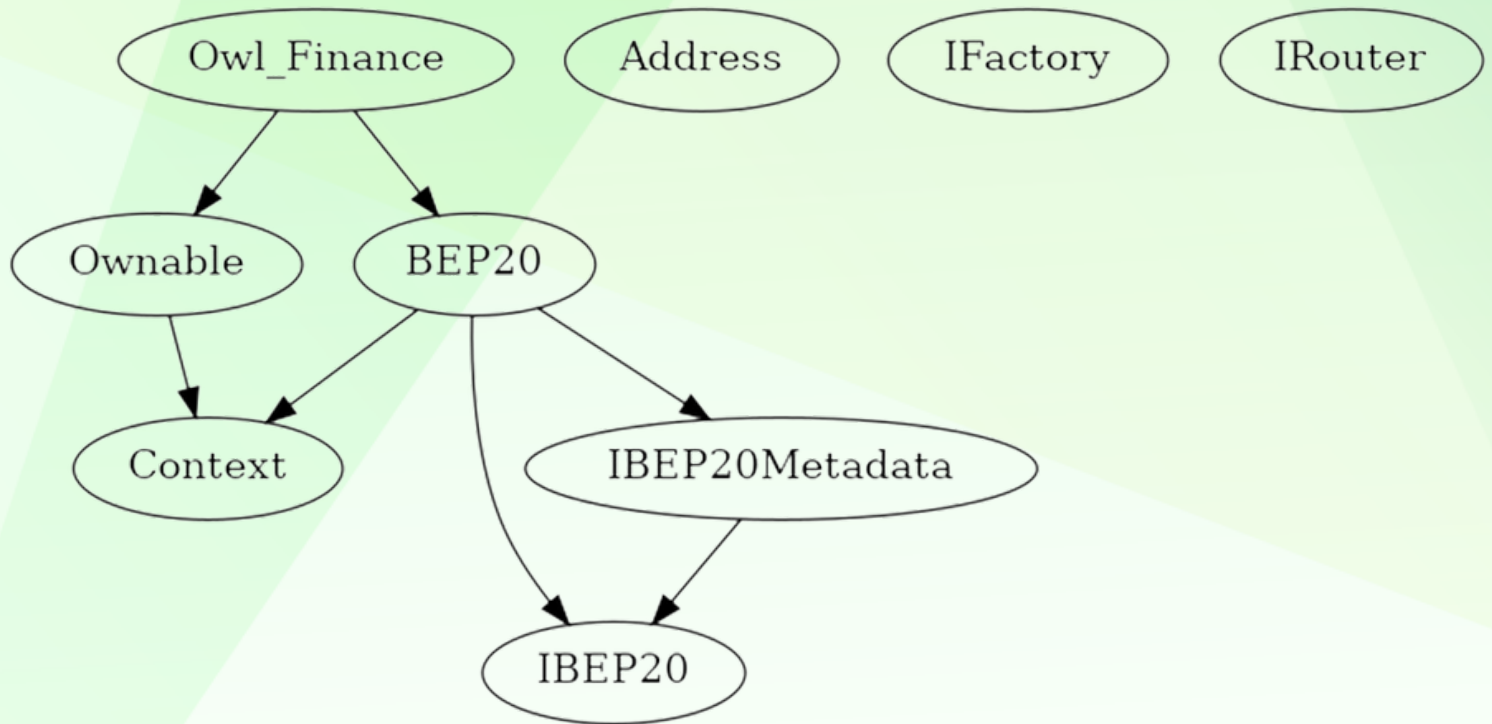 Owl_Finance
Address
IFactory
IRouter
Ownable
BEP20
Context
IBEP20Metadata
IBEP20